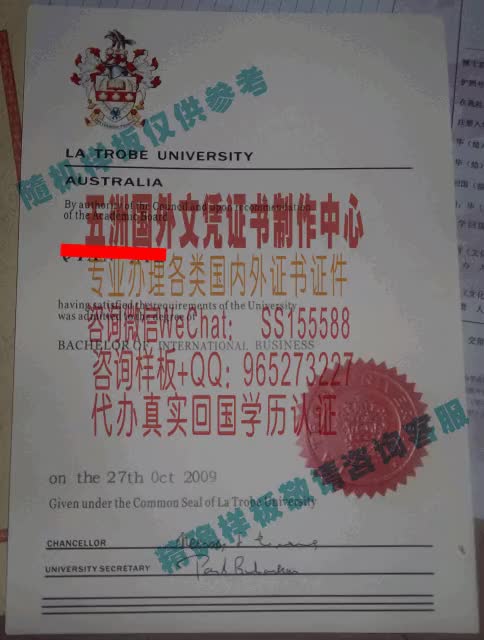 随机样板仅供参考
LA TROBE UNIVERSITY
AUSTRALIA
By authority of the Council and upon recommendation
of the Academic Board
五洲国外文凭证书制作中心
专业办理各类国内外证书证件
having satisfied the requirements of the University
was admitted to the degree of
咨询微信WeChat: SS155588
BACHELOR OF INTERNATIONAL BUSINESS
咨询样板+QQ: 965273227
代办真实回国学历认证
on the 27th Oct 2009
Given under the Common Seal of La Trobe University
精确样板敬请咨询客服
CHANCELLOR
UNIVERSITY SECRETARY